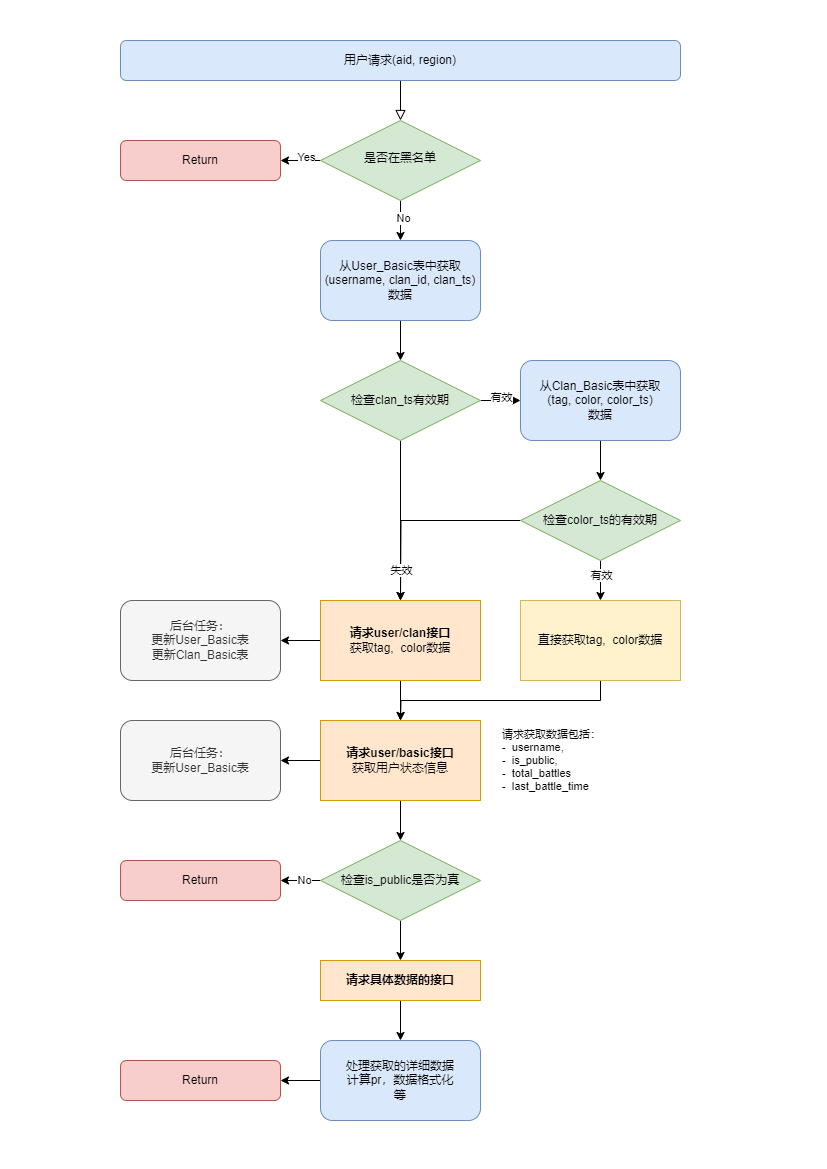 用户请求(aid, region)
Return
Yes
是否在黑名单
No
从User_Basic表中获取
(username, clan_id, clan_ts)
数据
检查clan_ts有效期
有效
从Clan_Basic表中获取
(tag, color, color_ts)
数据
检查color_ts的有效期
失效
有效
后台任务：
更新User_Basic表
更新Clan_Basic表
请求user/clan接口
获取tag，color数据
直接获取tag，color数据
后台任务：
更新User_Basic表
请求user/basic接口
获取用户状态信息
请求获取数据包括：
- username,
- is_public,
- total_battles
- last_battle_time
Return
No
检查is_public是否为真
请求具体数据的接口
Return
处理获取的详细数据
计算pr，数据格式化
等